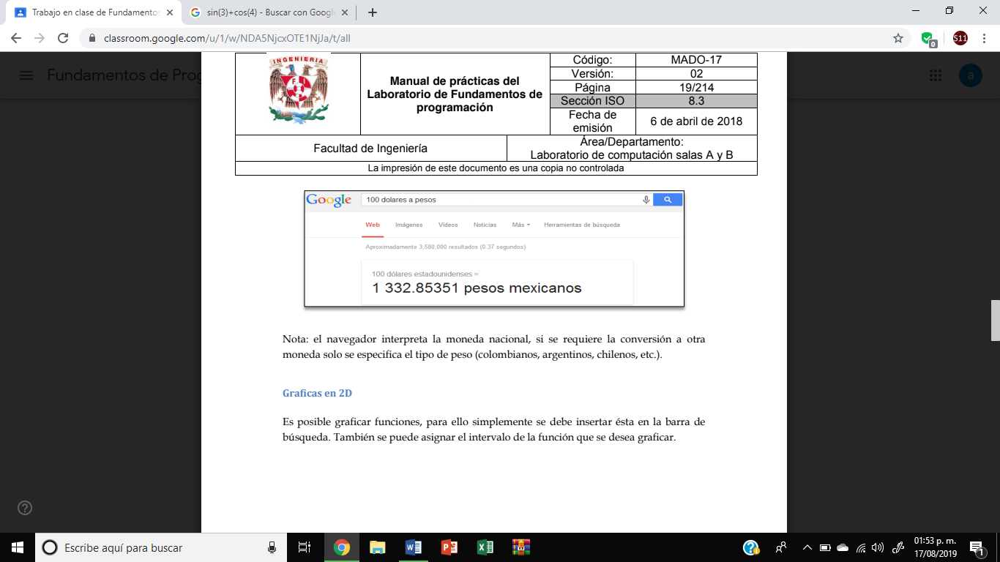 Trabajo en clase de Fundamentos
sin(3)+cos(4) - Buscar con Googl
classroom.google.com/u/1/w/NDA5NjcxOTE1NjJa/t/all
0
S11
Fundamentos de Prog
a
INGENIERIA
Manual de prácticas del
Laboratorio de Fundamentos de
programación
Código: MADO-17
Versión: 02
Página 19/214
Sección ISO 8.3
Fecha de
emisión 6 de abril de 2018
Facultad de Ingeniería
Área/Departamento:
Laboratorio de computación salas A y B
La impresión de este documento es una copia no controlada
Google 100 dolares a pesos
Web Imágenes Vídeos Noticias Más Herramientas de búsqueda
Aproximadamente 3,580,000 resultados (0.37 segundos)
100 dólares estadounidenses =
1 332.85351 pesos mexicanos
Nota: el navegador interpreta la moneda nacional, si se requiere la conversión a otra
moneda solo se especifica el tipo de peso (colombianos, argentinos, chilenos, etc.).
Graficas en 2D
Es posible graficar funciones, para ello simplemente se debe insertar ésta en la barra de
búsqueda. También se puede asignar el intervalo de la función que se desea graficar.
Escribe aquí para buscar
01:53 p. m.
17/08/2019
1